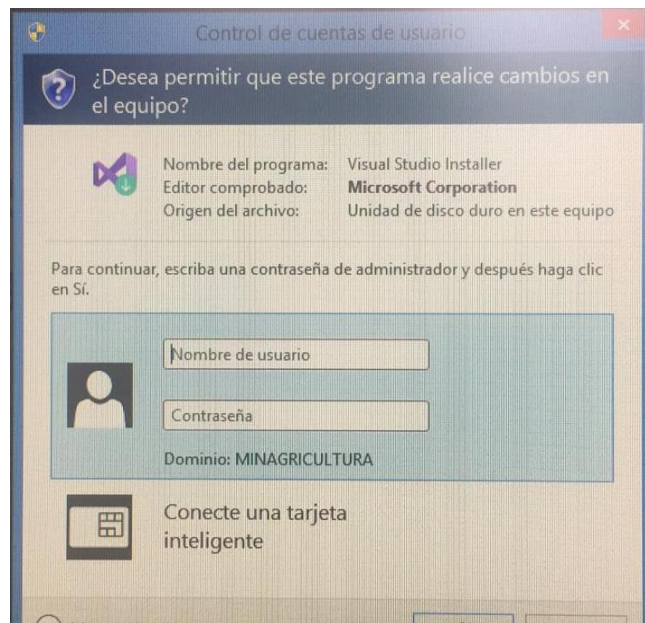 Control de cuentas de usuario
¿Desea permitir que este programa realice cambios en
el equipo?
Nombre del programa: Visual Studio Installer
Editor comprobado: Microsoft Corporation
Origen del archivo: Unidad de disco duro en este equipo
Para continuar, escriba una contraseña de administrador y después haga clic
en Sí.
Nombre de usuario
Contraseña
Dominio: MINAGRICULTURA
Conecte una tarjeta
inteligente